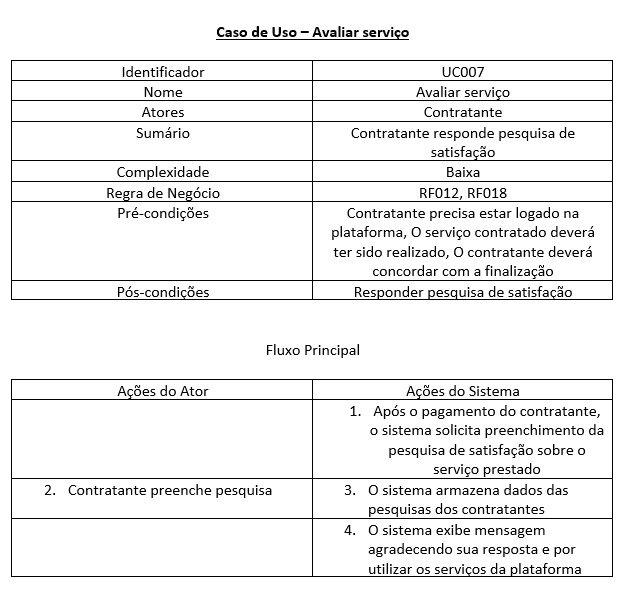 Caso de Uso – Avaliar serviço
Identificador UC007
Nome Avaliar serviço
Atores Contratante
Sumário Contratante responde pesquisa de
satisfação
Complexidade Baixa
Regra de Negócio RF012, RF018
Pré-condições Contratante precisa estar logado na
plataforma, O serviço contratado deverá
ter sido realizado, O contratante deverá
concordar com a finalização
Pós-condições Responder pesquisa de satisfação
Fluxo Principal
Ações do Ator Ações do Sistema
1. Após o pagamento do contratante,
o sistema solicita preenchimento da
pesquisa de satisfação sobre o
serviço prestado
2. Contratante preenche pesquisa 3. O sistema armazena dados das
pesquisas dos contratantes
4. O sistema exibe mensagem
agradecendo sua resposta e por
utilizar os serviços da plataforma